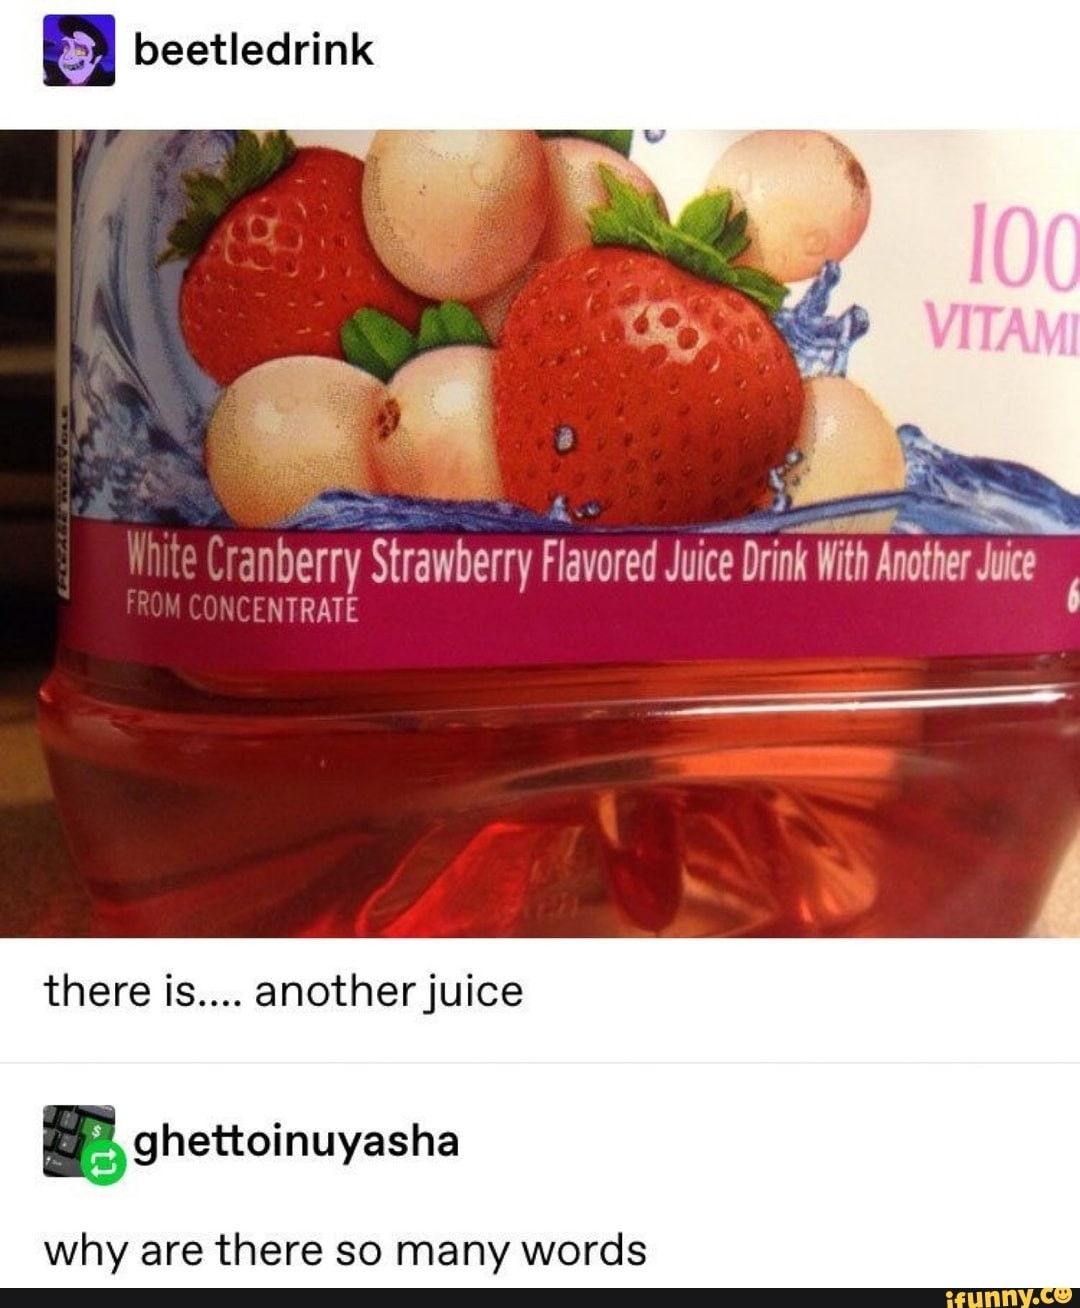 beetledrink
100
VITAMI
White Cranberry Strawberry Flavored Juice Drink With Another Juice
FROM CONCENTRATE
6
there is.... another juice
ghettoinuyasha
why are there so many words
ifunny.co